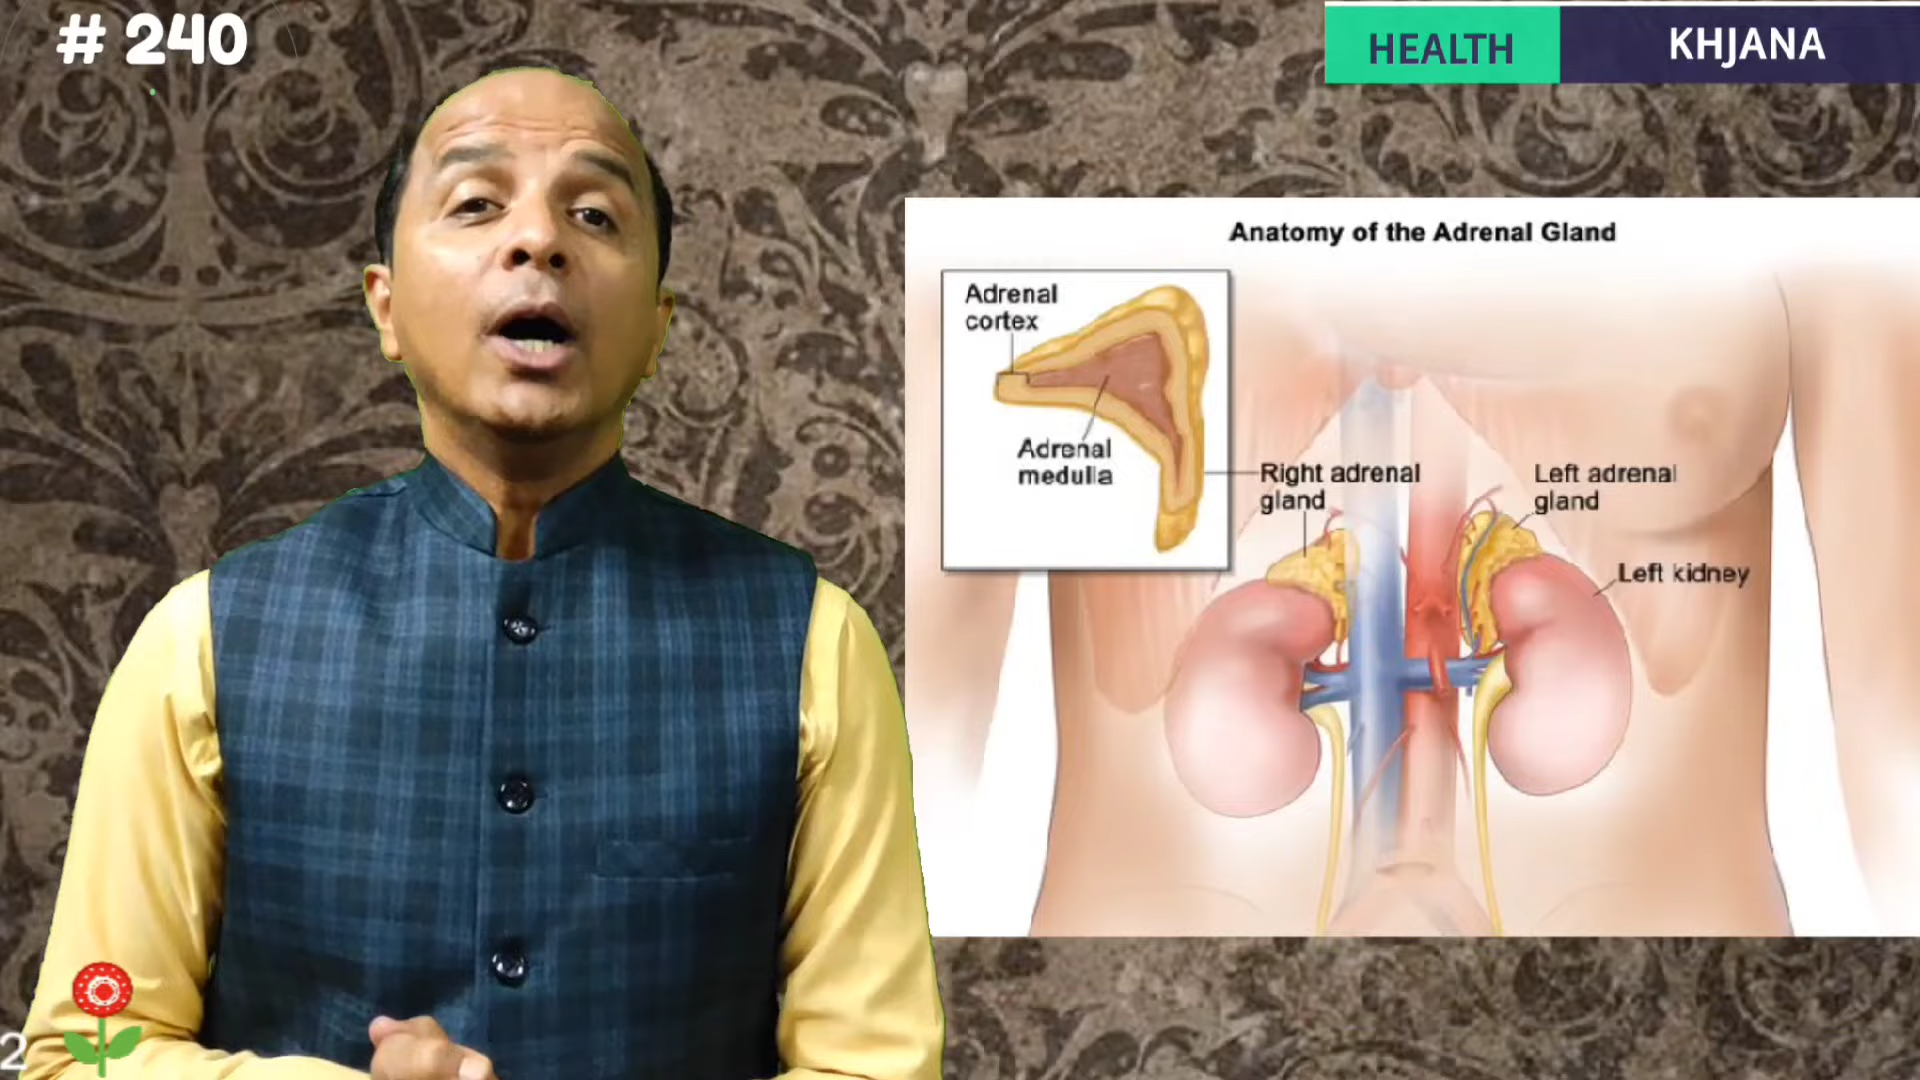 # 240
HEALTH
KHJANA
Anatomy of the Adrenal Gland
Adrenal
cortex
Adrenal
medulla
Right adrenal
gland
Left adrenal
gland
Left kidney
2